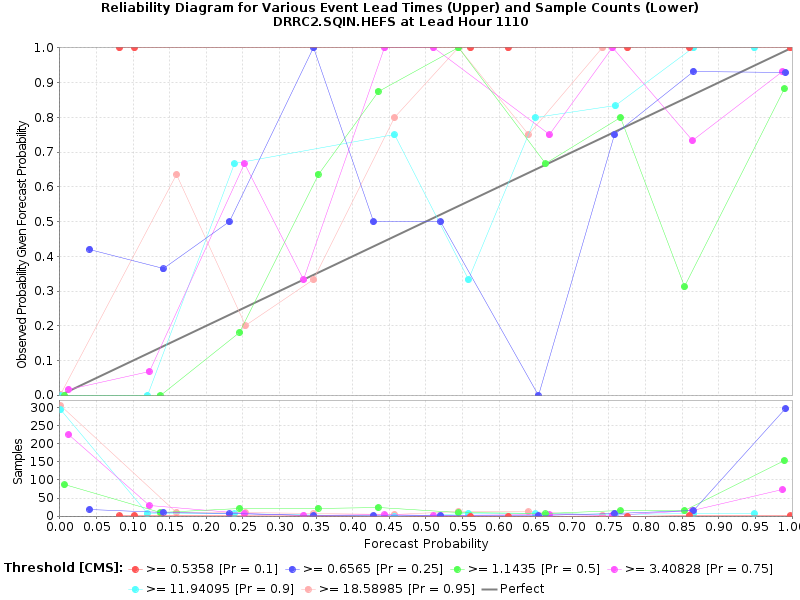 Reliability Diagram for Various Event Lead Times (Upper) and Sample Counts (Lower)
DRRC2.SQIN.HEFS at Lead Hour 1110
Observed Probability Given Forecast Probability
1.0
0.9
0.8
0.7
0.6
0.5
0.4
0.3
0.2
0.1
0.0
Samples
300
250
200
150
100
50
0
0.00 0.05 0.10 0.15 0.20 0.25 0.30 0.35 0.40 0.45 0.50 0.55 0.60 0.65 0.70 0.75 0.80 0.85 0.90 0.95 1.00
Forecast Probability
Threshold [CMS]: >= 0.5358 [Pr = 0.1] >= 0.6565 [Pr = 0.25] >= 1.1435 [Pr = 0.5] >= 3.40828 [Pr = 0.75]
>= 11.94095 [Pr = 0.9] >= 18.58985 [Pr = 0.95] Perfect